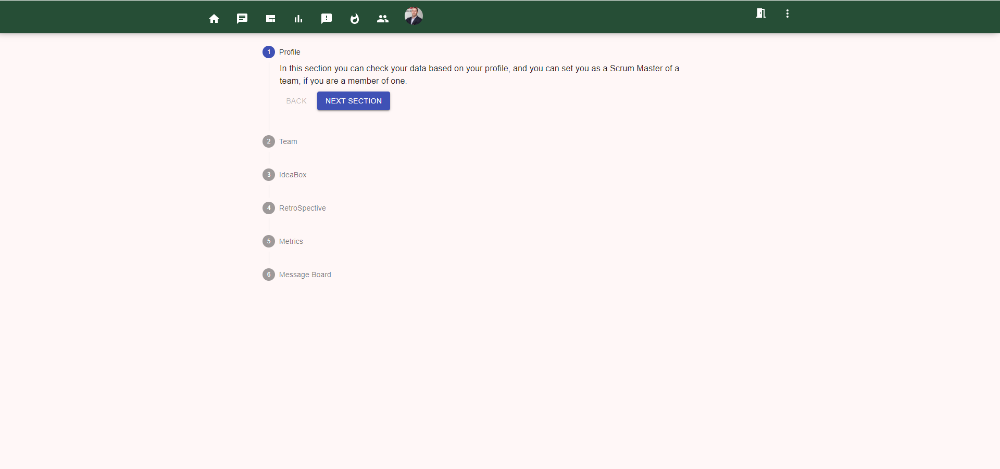 1 Profile
In this section you can check your data based on your profile, and you can set you as a Scrum Master of a
team, if you are a member of one.
BACK NEXT SECTION
2 Team
3 IdeaBox
4 RetroSpective
5 Metrics
6 Message Board